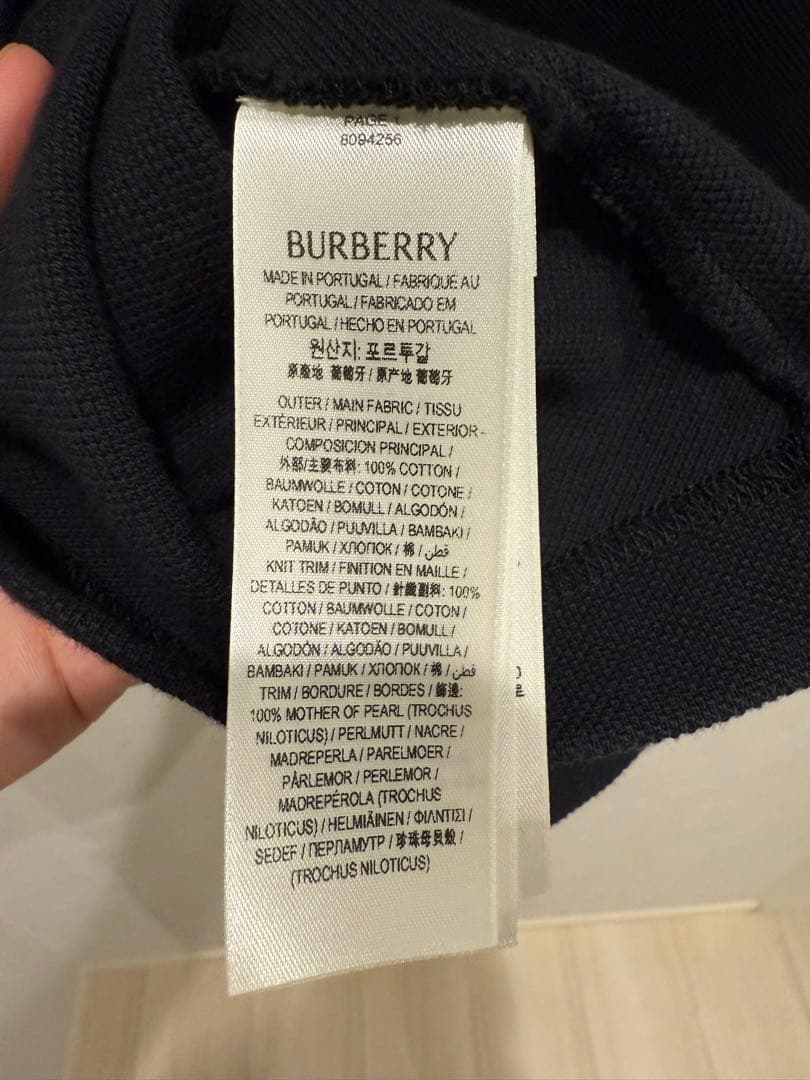 PAGE 1
8094256
BURBERRY
MADE IN PORTUGAL / FABRIQUE AU
PORTUGAL / FABRICADO EM
PORTUGAL / HECHO EN PORTUGAL
원산지: 포르투갈
原產地 葡萄牙 / 原产地 葡萄牙
OUTER / MAIN FABRIC / TISSU
EXTÉRIEUR / PRINCIPAL / EXTERIOR -
COMPOSICION PRINCIPAL /
外部/主要布料: 100% COTTON /
BAUMWOLLE / COTON / COTONE /
KATOEN / BOMULL / ALGODÓN /
ALGODÃO / PUUVILLA / BAMBAKI /
PAMUK / ХЛОПОК / 棉 / قطن /
KNIT TRIM / FINITION EN MAILLE /
DETALLES DE PUNTO / 針織副料: 100%
COTTON / BAUMWOLLE / COTON /
COTONE / KATOEN / BOMULL /
ALGODÓN / ALGODÃO / PUUVILLA /
BAMBAKI / PAMUK / ХЛОПОК / 棉 / قطن /
TRIM / BORDURE / BORDES / 飾邊:
100% MOTHER OF PEARL (TROCHUS
NILOTICUS) / PERLMUTT / NACRE /
MADREPERLA / PARELMOER /
PÄRLEMOR / PERLEMOR /
MADREPÉROLA (TROCHUS
NILOTICUS) / HELMIÄINEN / ΦΙΛΝΤΙΣΙ /
SEDEF / ПЕРЛАМУТР / 珍珠母貝殼 /
(TROCHUS NILOTICUS)